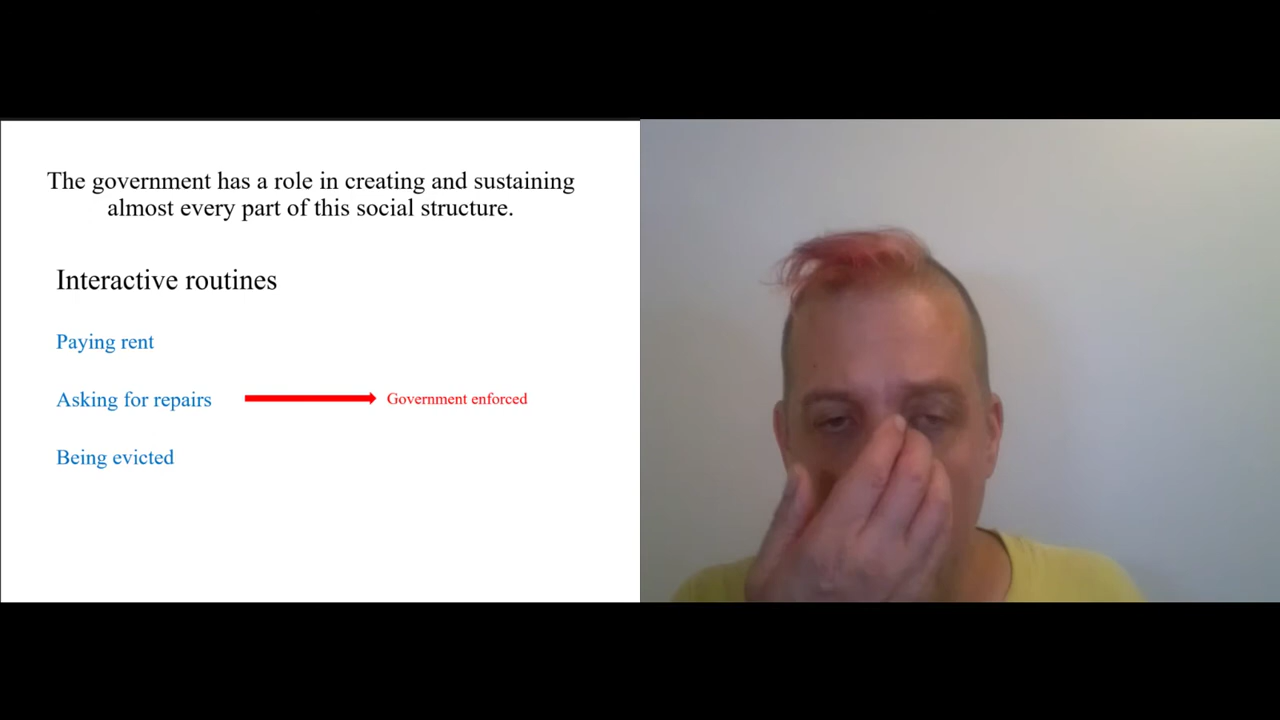 The government has a role in creating and sustaining
almost every part of this social structure.
Interactive routines
Paying rent
Asking for repairs
Government enforced
Being evicted